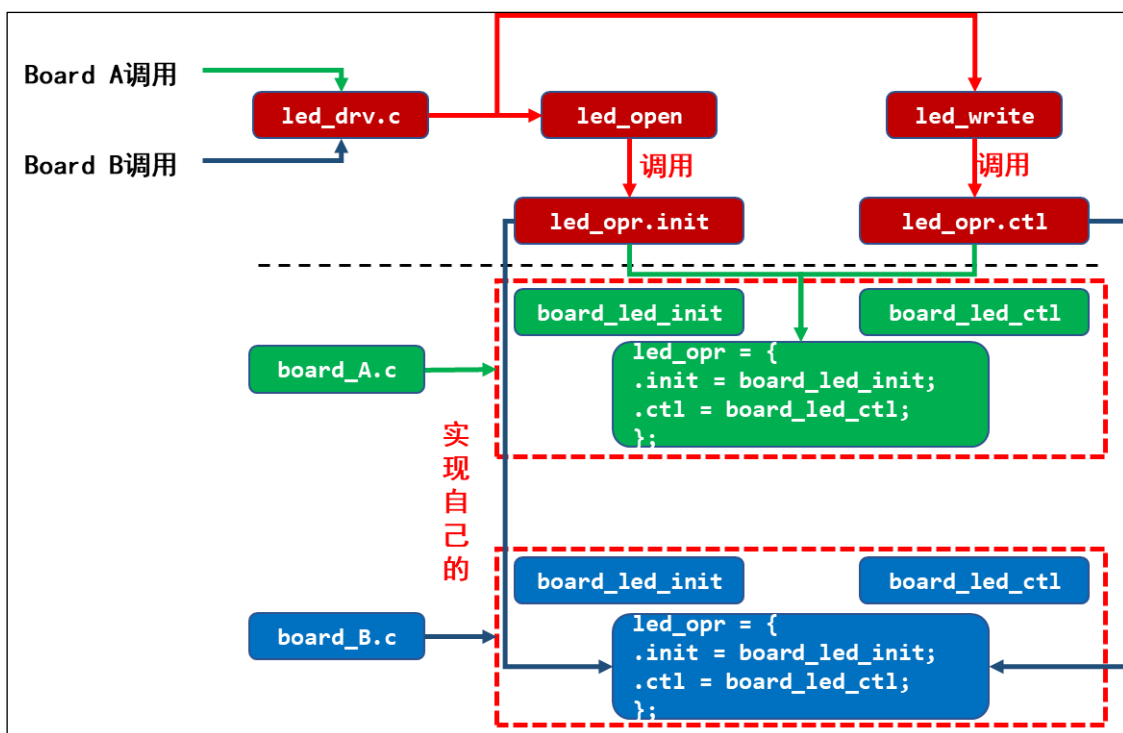 Board A调用
led_drv.c
led_open
led_write
Board B调用
调用
调用
led_opr.init
led_opr.ctl
board_led_init
board_led_ctl
board_A.c
led_opr = {
.init = board_led_init;
.ctl = board_led_ctl;
};
实
现
自
己
的
board_led_init
board_led_ctl
board_B.c
led_opr = {
.init = board_led_init;
.ctl = board_led_ctl;
};